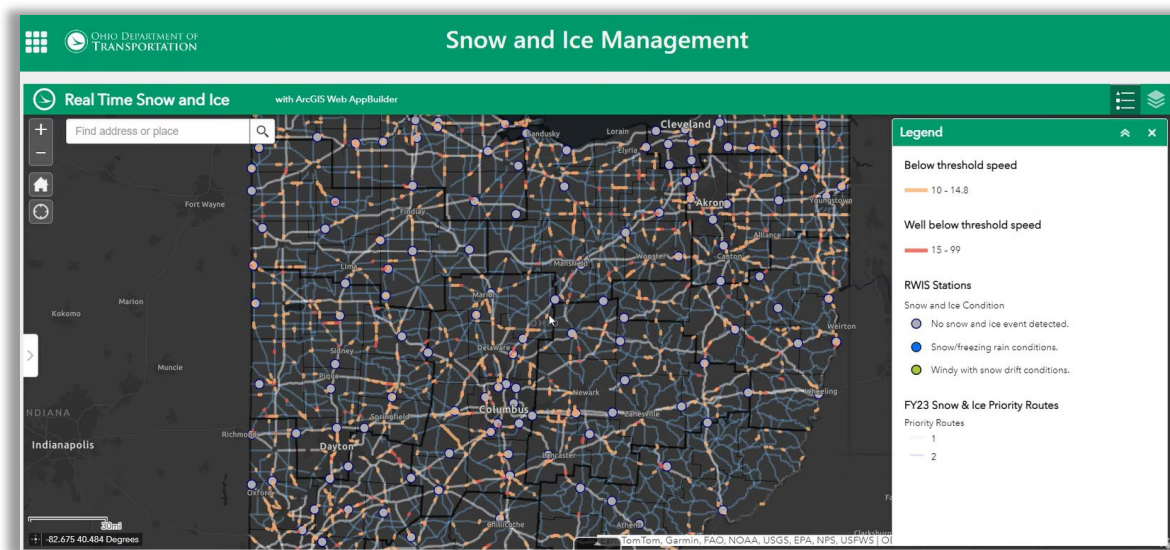 OHIO DEPARTMENT OF
TRANSPORTATION
Snow and Ice Management
Real Time Snow and Ice
with ArcGIS Web AppBuilder
+
Find address or place
−
Legend
Below threshold speed
10 - 14.8
Well below threshold speed
15 - 99
RWIS Stations
Snow and Ice Condition
No snow and ice event detected.
Snow/freezing rain conditions.
Windy with snow drift conditions.
FY23 Snow & Ice Priority Routes
Priority Routes
1
2
Sandusky
Lorain
Cleveland
Elyria
Fort Wayne
Findlay
Akron
Youngstown
Alliance
Lima
Mansfield
Wooster
Canton
Marion
Marion
Kokomo
OHIO
Weirton
Muncie
Sidney
Delaware
Piqua
Newark
Wheeling
INDIANA
Springfield
Columbus
Zanesville
Indianapolis
Richmond
Dayton
Lancaster
Oxford
Chillicothe
Athens
30mi
-82.675 40.484 Degrees
Esri, TomTom, Garmin, FAO, NOAA, USGS, EPA, NPS, USFWS